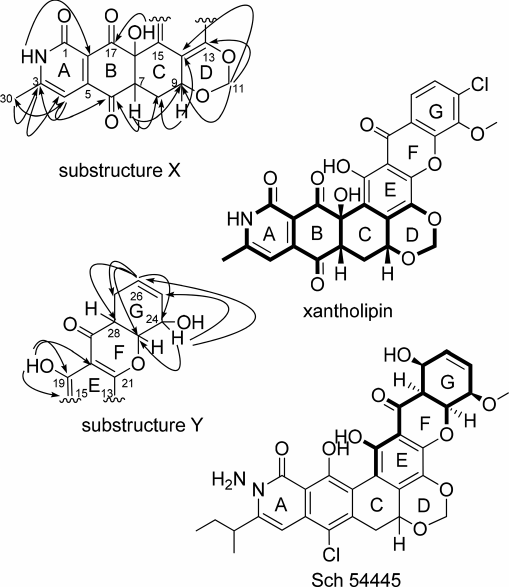 O
O
OH
1
17
15
13
O
HN
A
B
C
D
3
5
7
9
11
30
O
H
H
O
substructure X
Cl
G
O
O
F
O
HO
E
O
O
OH
HN
A
B
C
D
O
O
O
H
H
xantholipin
26
G
H
24
OH
O
28
F
H
HO
O
19
E
21
15
13
substructure Y
HO
G
H
O
F
H
O
HO
E
O
O
OH
H2N
N
A
C
D
O
O
Cl
H
Sch 54445